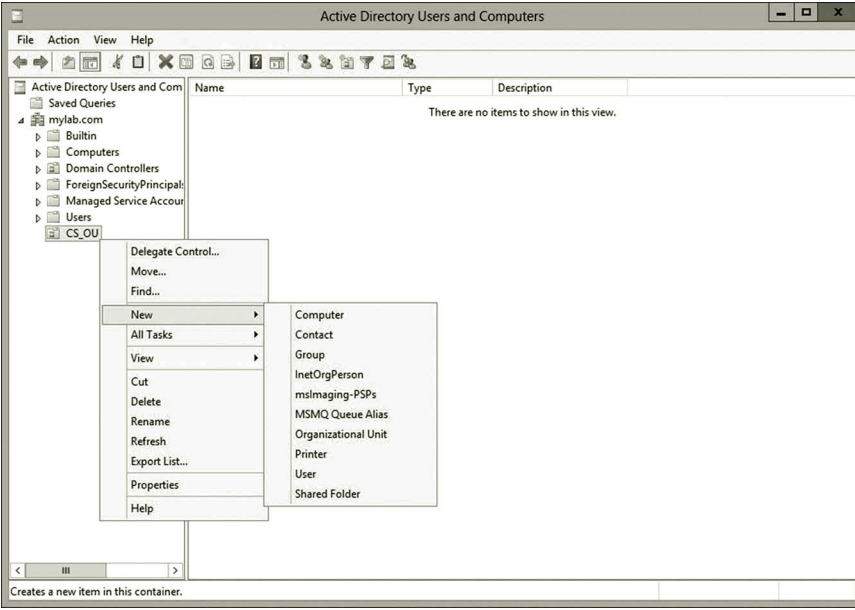 Active Directory Users and Computers
File Action View Help
Active Directory Users and Com
Name Type Description
Saved Queries
There are no items to show in this view.
mylab.com
Builtin
Computers
Domain Controllers
ForeignSecurityPrincipals
Managed Service Accour
Users
CS_OU
Delegate Control...
Move...
Find...
New
All Tasks
View
Cut
Delete
Rename
Refresh
Export List...
Properties
Help
Computer
Contact
Group
InetOrgPerson
msImaging-PSPs
MSMQ Queue Alias
Organizational Unit
Printer
User
Shared Folder
Creates a new item in this container.